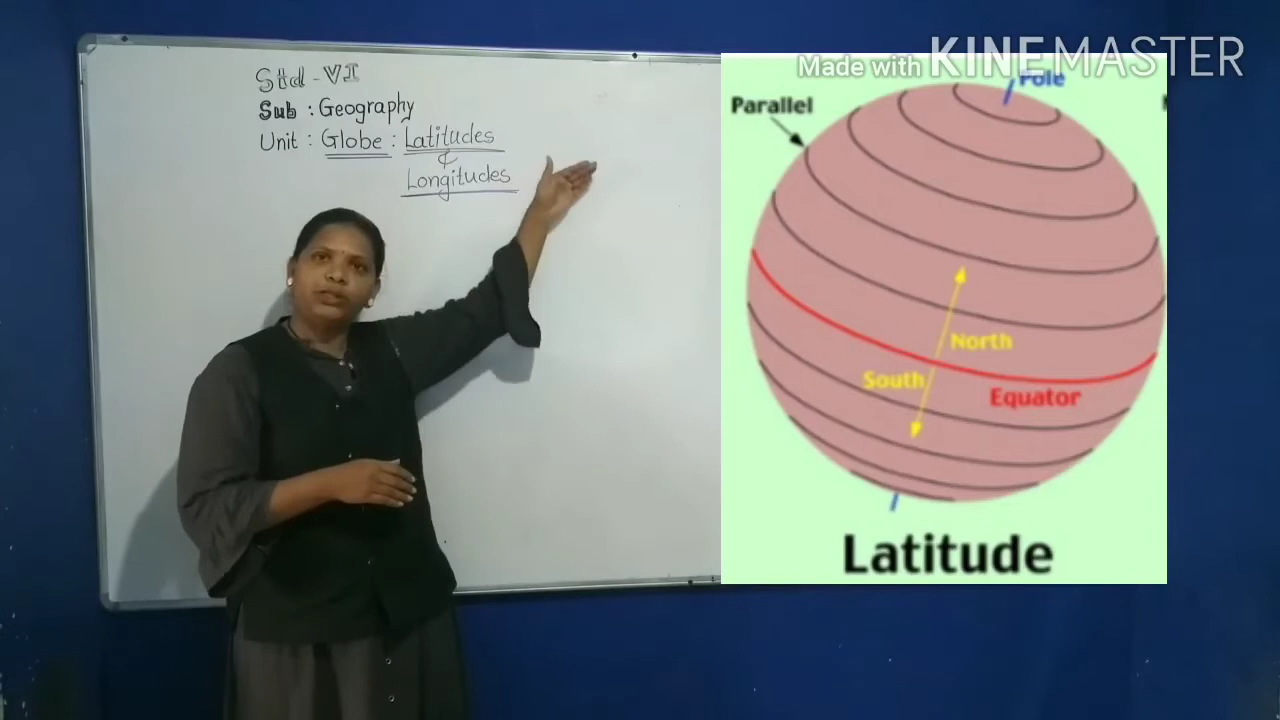 Std - VI
Sub : Geography
Unit : Globe : Latitudes
&
Longitudes
Made with KINEMASTER
Pole
Parallel
North
South
Equator
Latitude